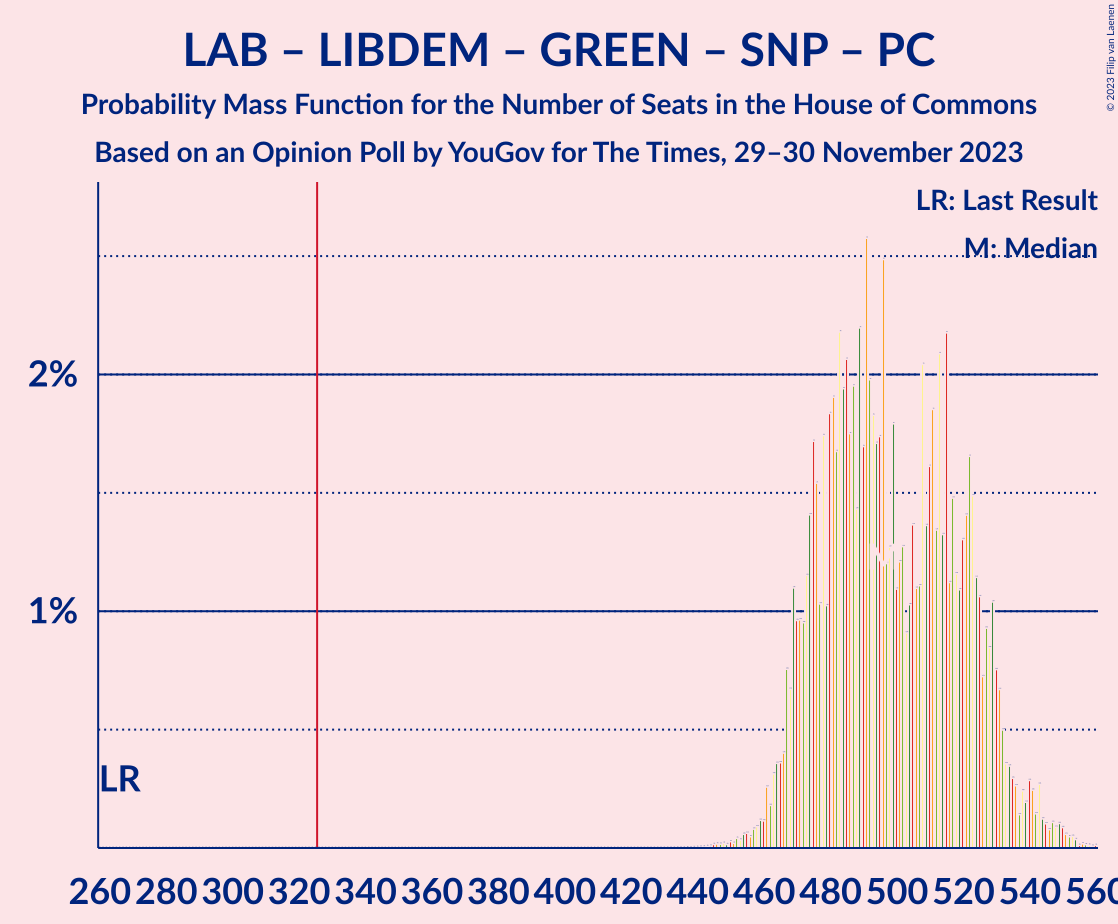 LAB – LIBDEM – GREEN – SNP – PC
Probability Mass Function for the Number of Seats in the House of Commons
Based on an Opinion Poll by YouGov for The Times, 29–30 November 2023
© 2023 Filip van Laenen
LR: Last Result
M: Median
2%
1%
LR
260 280 300 320 340 360 380 400 420 440 460 480 500 520 540 560